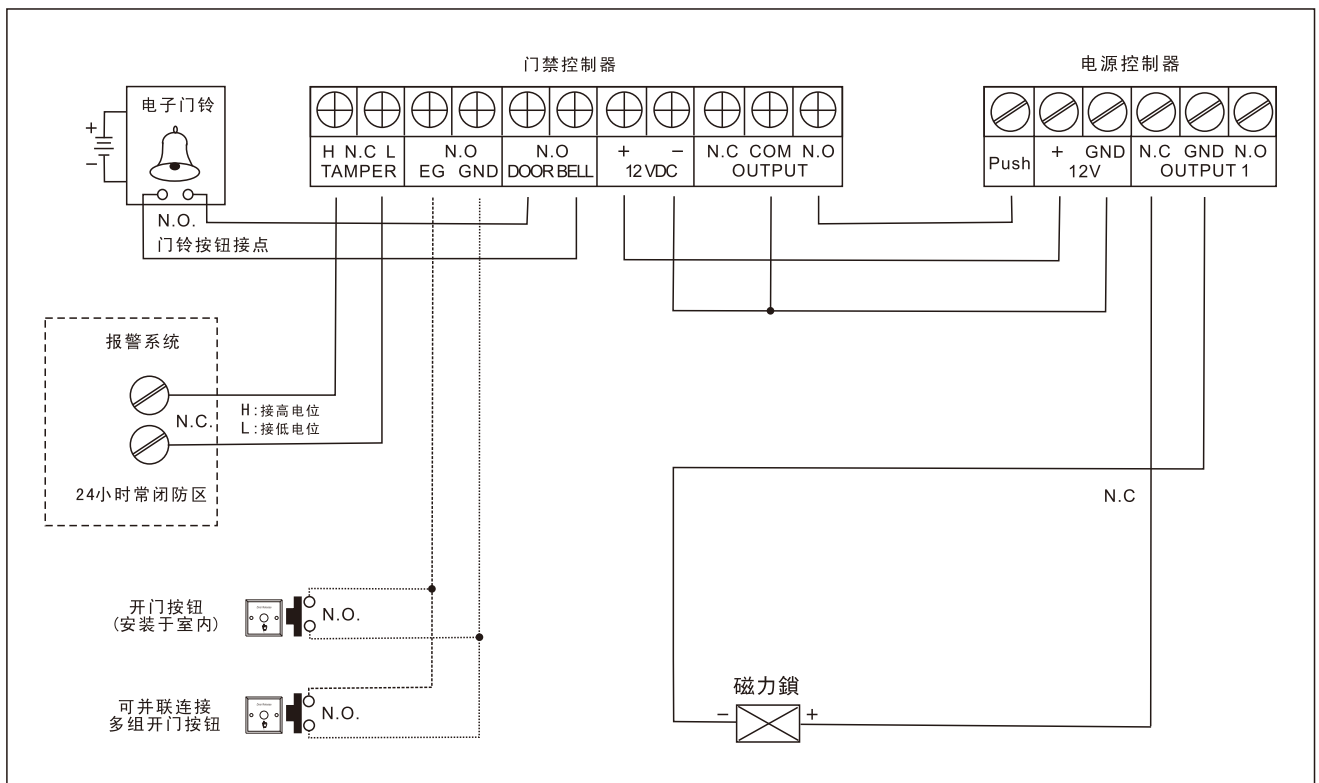 门禁控制器
电源控制器
电子门铃
+
−
H N.C L
TAMPER
N.O
EG GND
N.O
DOOR BELL
+ −
12 VDC
N.C COM N.O
OUTPUT
Push
+ GND
12V
N.C GND N.O
OUTPUT 1
N.O.
门铃按钮接点
报警系统
N.C.
H:接高电位
L:接低电位
24小时常闭防区
N.C
开门按钮
(安装于室内)
N.O.
可并联连接
多组开门按钮
N.O.
磁力鎖
− +